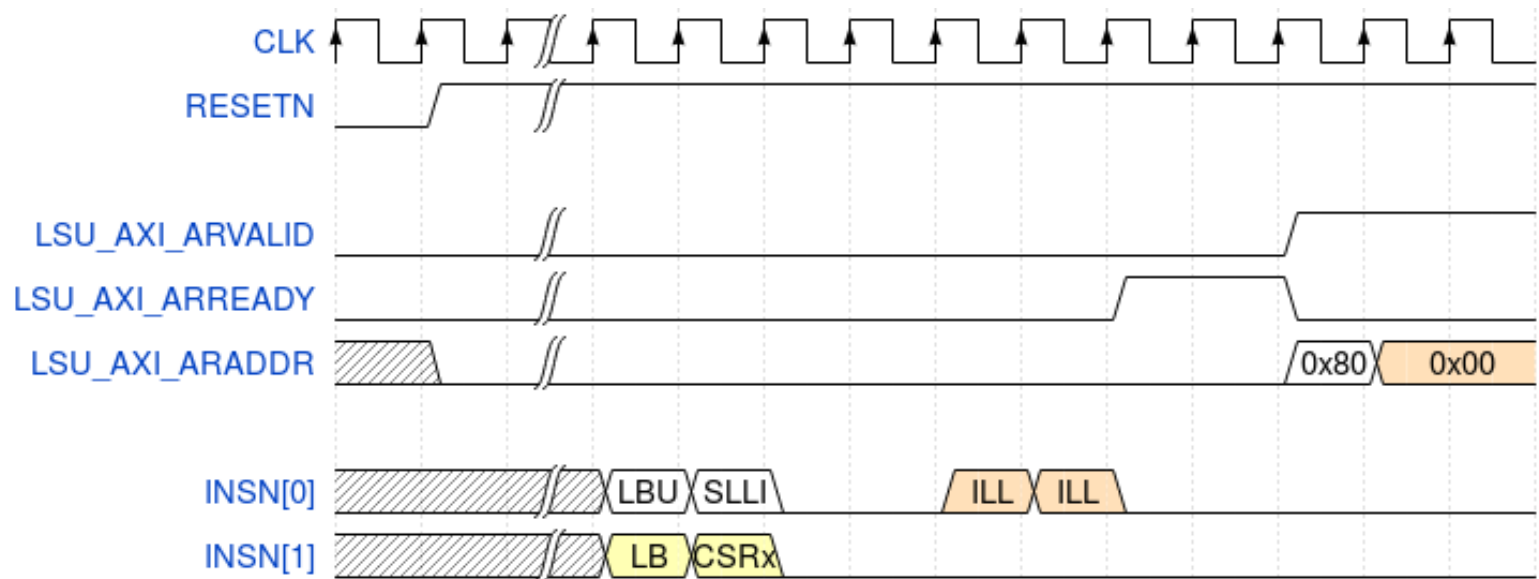 CLK
RESETN
LSU_AXI_ARVALID
LSU_AXI_ARREADY
LSU_AXI_ARADDR 0x80 0x00
INSN[0] LBU SLLI ILL ILL
INSN[1] LB CSRx